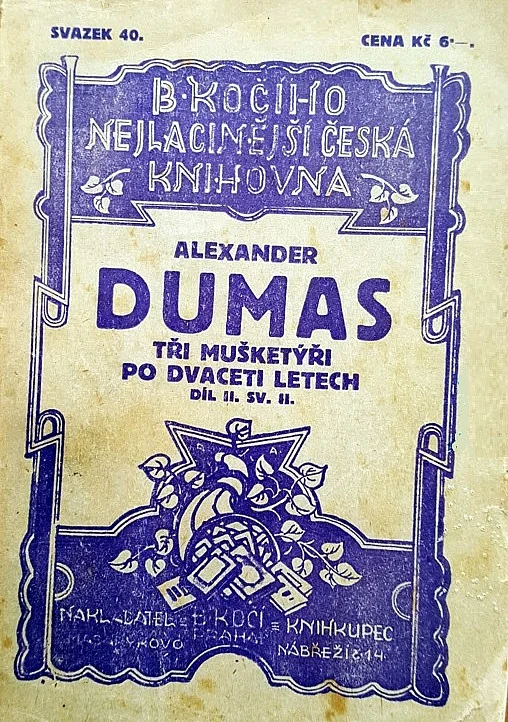 SVAZEK 40.
CENA KČ 6·—.
B·KOČÍHO
NEJLACINĚJŠÍ ČESKÁ
KNIHOVNA
ALEXANDER
DUMAS
TŘI MUŠKETÝŘI
PO DVACETI LETECH
DÍL II. SV. II.
NAKLADATEL = B·KOČÍ = KNIHKUPEC
MASARYKOVO PRAHA NÁBŘEŽÍ Č·14·